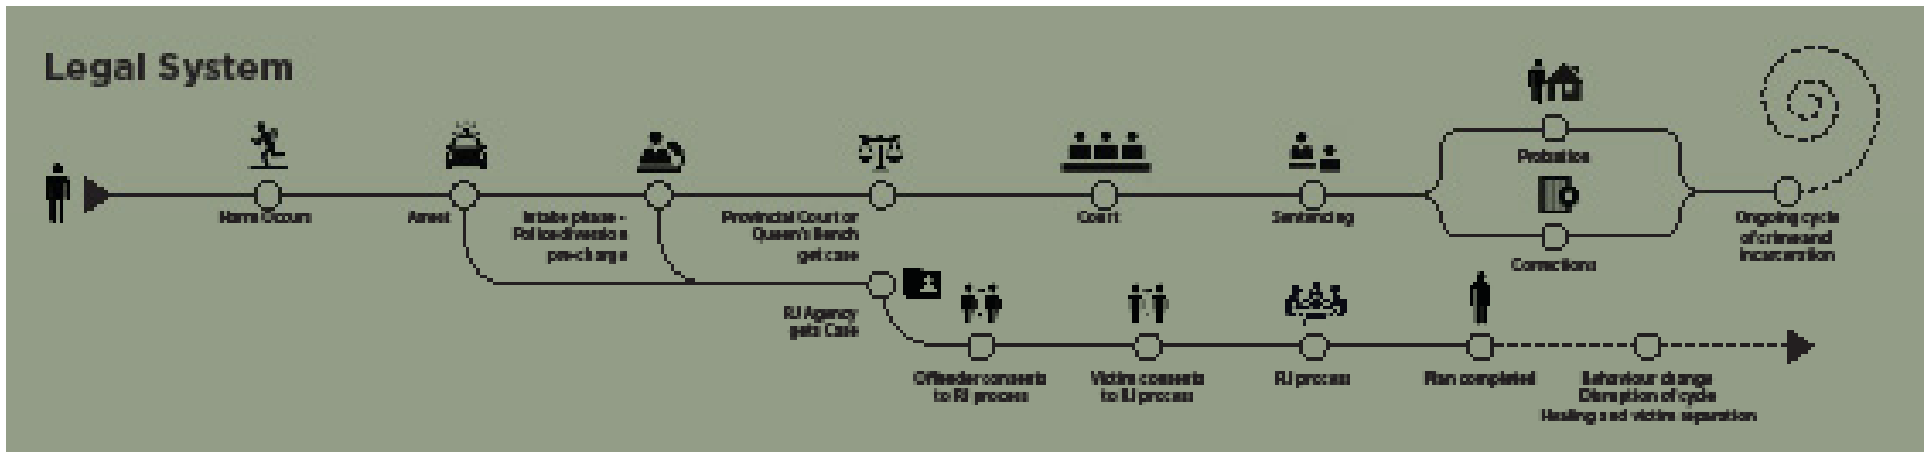 Legal System
Harm Occurs
Arrest
Intake phase -
Police diversion
pre-charge
Provincial Court or
Queen's Bench
get case
Court
Sentencing
Probation
Corrections
Ongoing cycle
of crime and
incarceration
RJ Agency
gets Case
Offender consents
to RJ process
Victim consents
to RJ process
RJ process
Plan completed
Behaviour change
Disruption of cycle
Healing and victim reparation